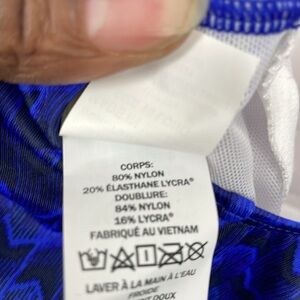 CORPS:
80% NYLON
20% ÉLASTHANE LYCRA®
DOUBLURE:
84% NYLON
16% LYCRA®
FABRIQUÉ AU VIETNAM
LAVER À LA MAIN À L'EAU
FROIDE
DOUX